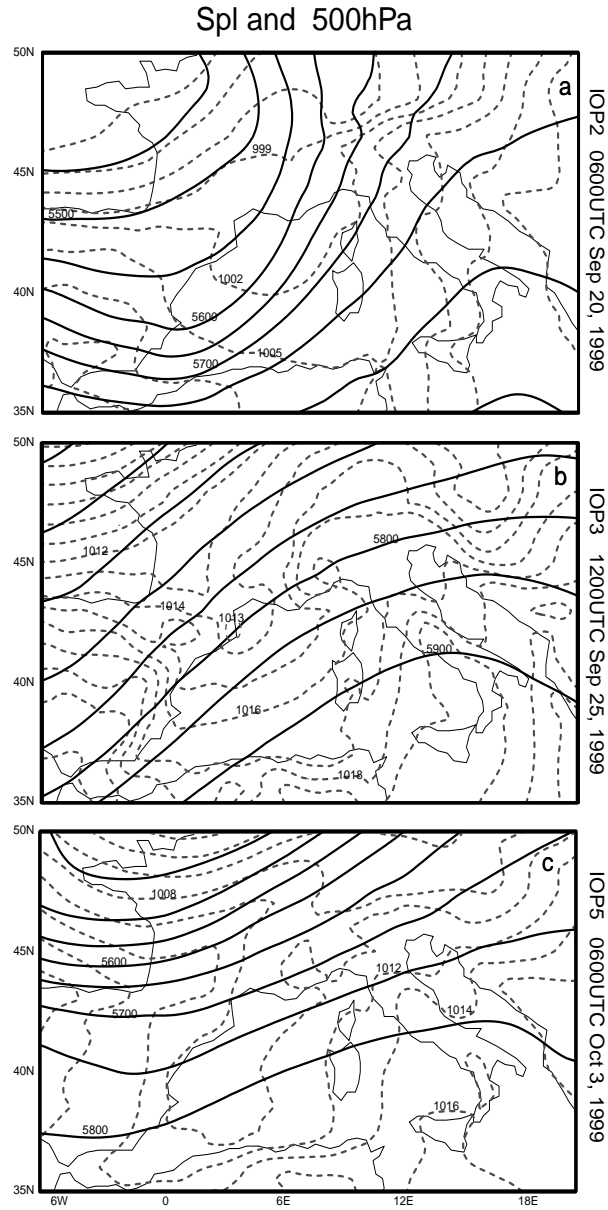 Spl and 500hPa
50N
a
45N
999
5500
1002
40N
5600
1005
5700
35N
IOP2 0600UTC Sep 20, 1999
50N
b
5800
1012
45N
1014
1013
5900
40N
1016
1018
35N
IOP3 1200UTC Sep 25, 1999
50N
c
1008
5600
1012
45N
5700
1014
40N
1016
5800
35N
6W 0 6E 12E 18E
IOP5 0600UTC Oct 3, 1999